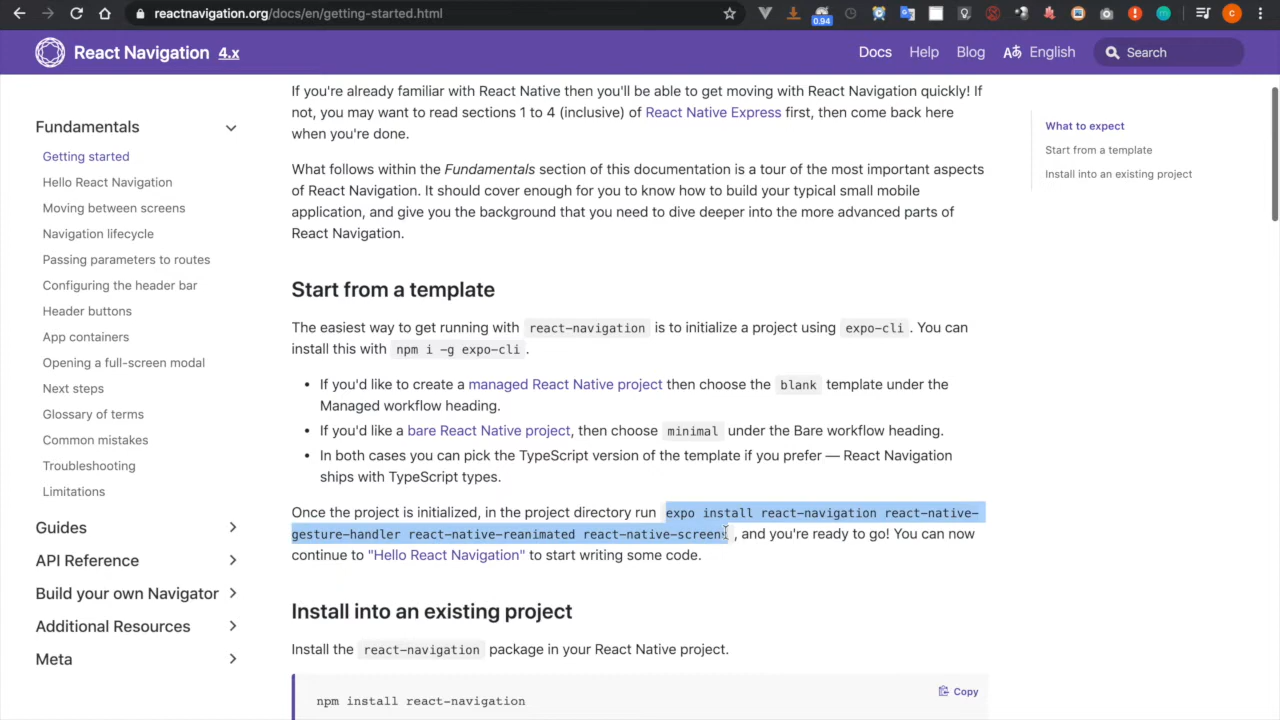 reactnavigation.org/docs/en/getting-started.html
0.94
C
React Navigation 4.x
Docs
Help
Blog
English
Search
Fundamentals
Getting started
Hello React Navigation
Moving between screens
Navigation lifecycle
Passing parameters to routes
Configuring the header bar
Header buttons
App containers
Opening a full-screen modal
Next steps
Glossary of terms
Common mistakes
Troubleshooting
Limitations
Guides
API Reference
Build your own Navigator
Additional Resources
Meta
If you're already familiar with React Native then you'll be able to get moving with React Navigation quickly! If
not, you may want to read sections 1 to 4 (inclusive) of React Native Express first, then come back here
when you're done.
What follows within the Fundamentals section of this documentation is a tour of the most important aspects
of React Navigation. It should cover enough for you to know how to build your typical small mobile
application, and give you the background that you need to dive deeper into the more advanced parts of
React Navigation.
Start from a template
The easiest way to get running with react-navigation is to initialize a project using expo-cli. You can
install this with npm i -g expo-cli.
• If you'd like to create a managed React Native project then choose the blank template under the
Managed workflow heading.
• If you'd like a bare React Native project, then choose minimal under the Bare workflow heading.
• In both cases you can pick the TypeScript version of the template if you prefer — React Navigation
ships with TypeScript types.
Once the project is initialized, in the project directory run expo install react-navigation react-native-
gesture-handler react-native-reanimated react-native-screens, and you're ready to go! You can now
continue to "Hello React Navigation" to start writing some code.
Install into an existing project
Install the react-navigation package in your React Native project.
Copy
npm install react-navigation
What to expect
Start from a template
Install into an existing project